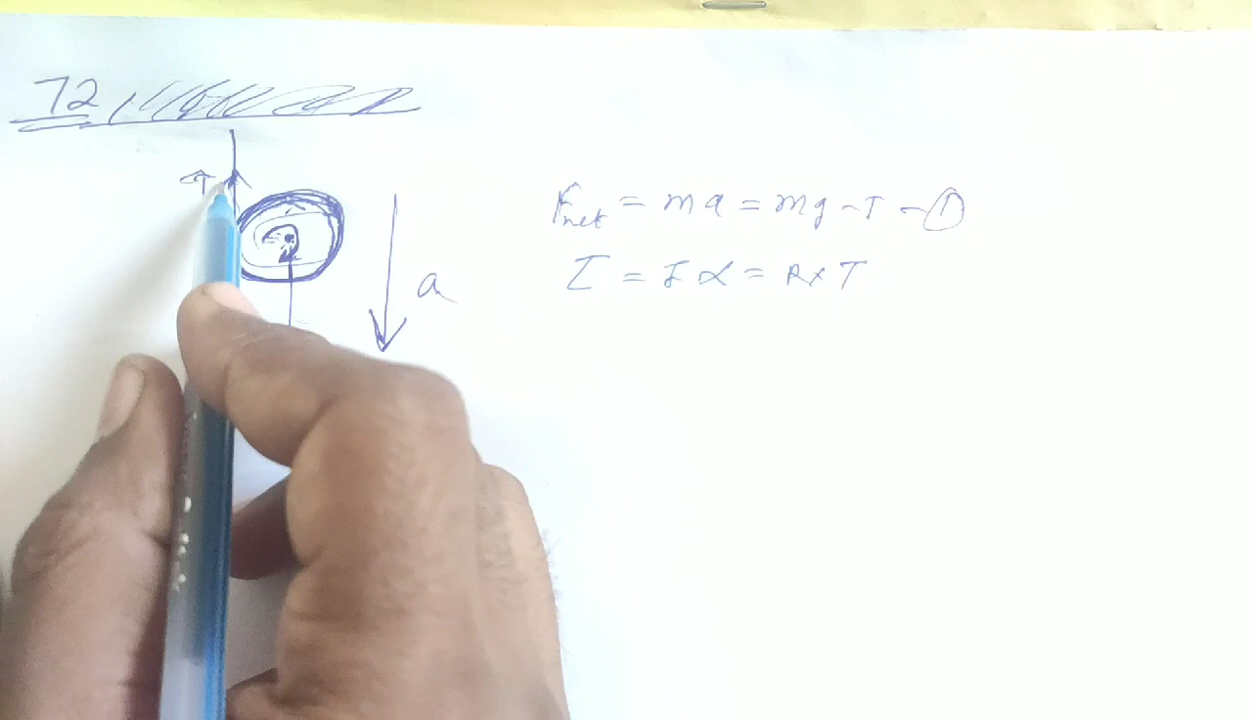 72
T
a
Fnet = ma = mg - T - ①
τ = Iα = R × T